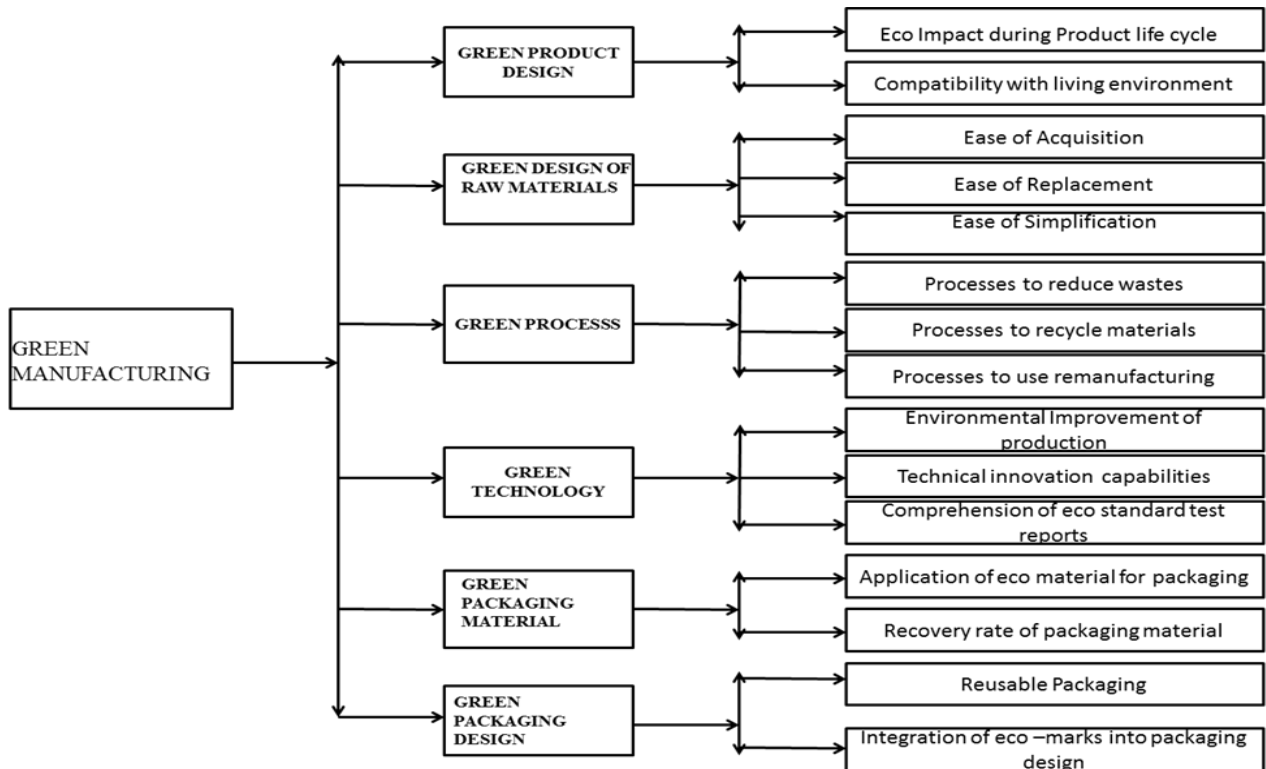 GREEN
MANUFACTURING
GREEN PRODUCT
DESIGN
Eco Impact during Product life cycle
Compatibility with living environment
GREEN DESIGN OF
RAW MATERIALS
Ease of Acquisition
Ease of Replacement
Ease of Simplification
GREEN PROCESSS
Processes to reduce wastes
Processes to recycle materials
Processes to use remanufacturing
GREEN
TECHNOLOGY
Environmental Improvement of
production
Technical innovation capabilities
Comprehension of eco standard test
reports
GREEN
PACKAGING
MATERIAL
Application of eco material for packaging
Recovery rate of packaging material
GREEN
PACKAGING
DESIGN
Reusable Packaging
Integration of eco –marks into packaging
design